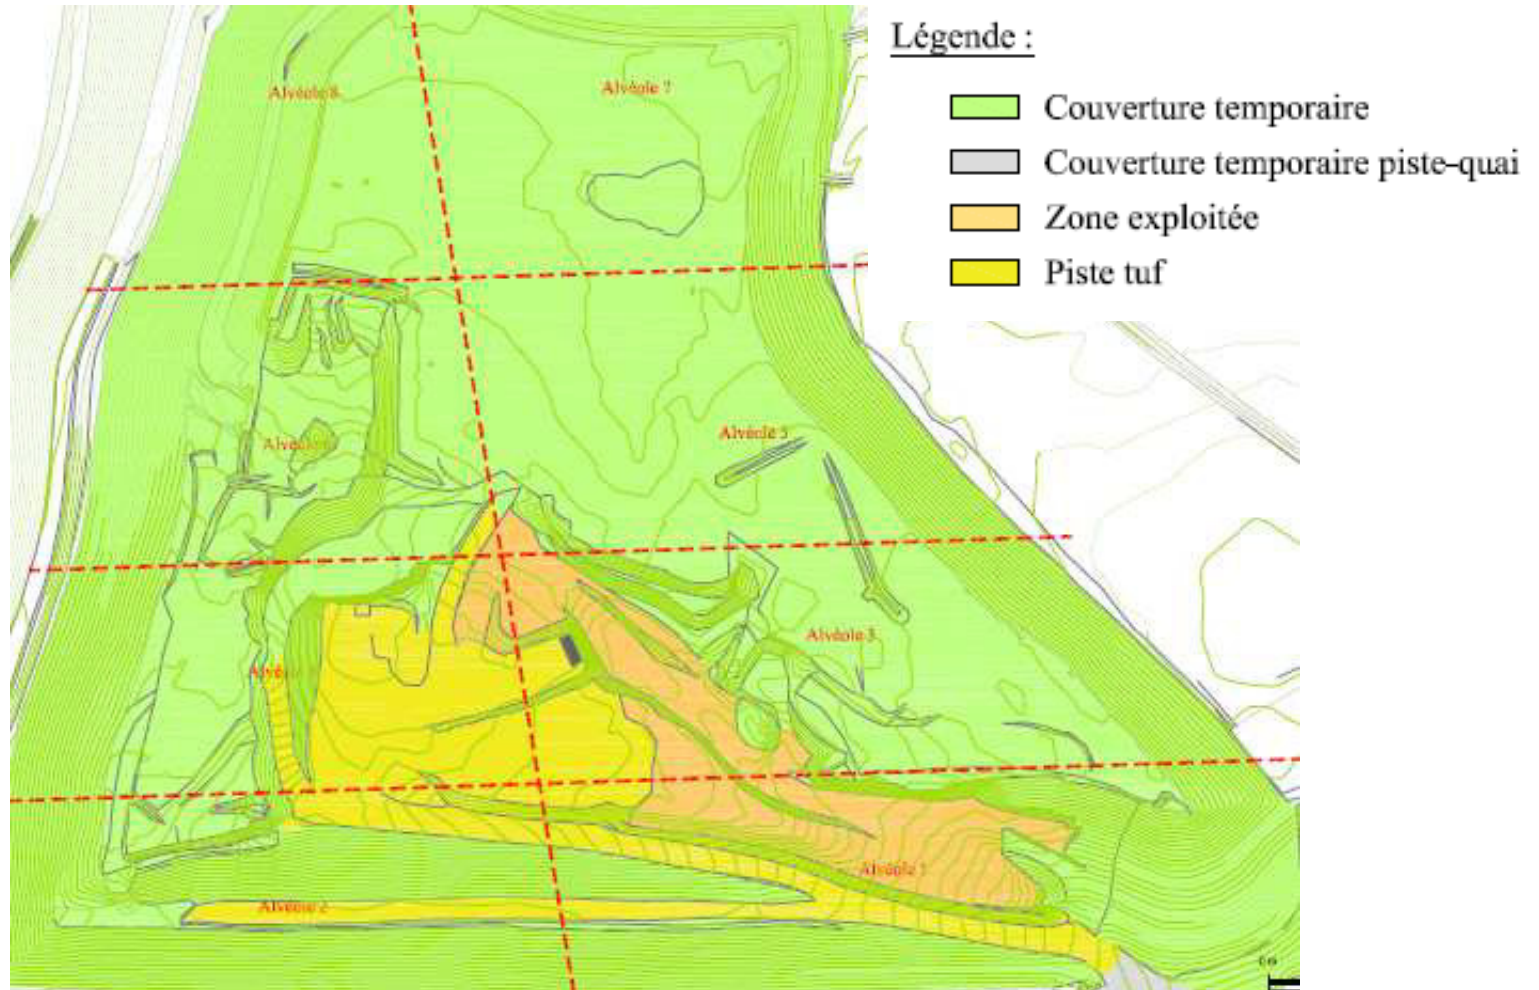 Légende :
Couverture temporaire
Couverture temporaire piste-quai
Zone exploitée
Piste tuf
Alvéole 8
Alvéole 7
Alvéole 5
Alvéole 3
Alvéole 1
Alvéole 2